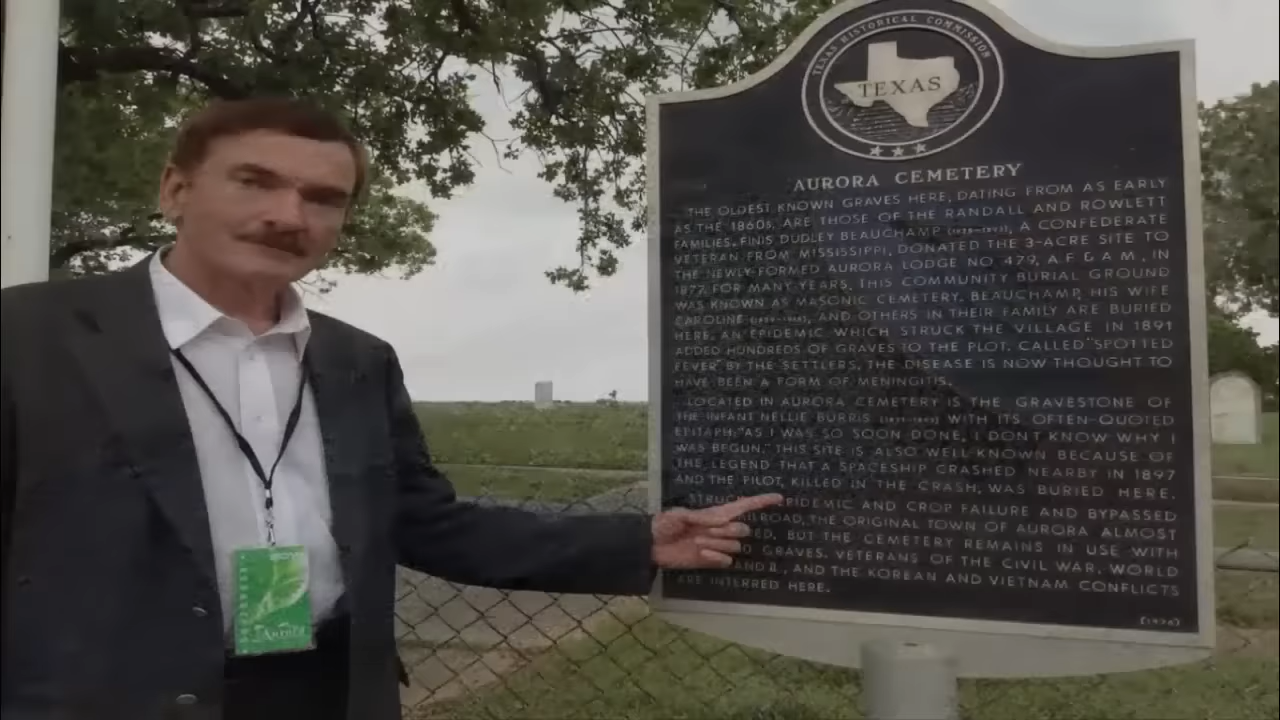 TEXAS HISTORICAL COMMISSION
TEXAS
AURORA CEMETERY
THE OLDEST KNOWN GRAVES HERE, DATING FROM AS EARLY
AS THE 1860S, ARE THOSE OF THE RANDALL AND ROWLETT
FAMILIES. FINIS DUDLEY BEAUCHAMP, A CONFEDERATE
VETERAN FROM MISSISSIPPI, DONATED THE 3-ACRE SITE TO
THE NEWLY-FORMED AURORA LODGE NO. 479, A.F. & A.M., IN
1877. FOR MANY YEARS, THIS COMMUNITY BURIAL GROUND
WAS KNOWN AS MASONIC CEMETERY. BEAUCHAMP, HIS WIFE
CAROLINE, AND OTHERS IN THEIR FAMILY ARE BURIED
HERE. AN EPIDEMIC WHICH STRUCK THE VILLAGE IN 1891
ADDED HUNDREDS OF GRAVES TO THE PLOT. CALLED "SPOTTED
FEVER" BY THE SETTLERS, THE DISEASE IS NOW THOUGHT TO
HAVE BEEN A FORM OF MENINGITIS.
LOCATED IN AURORA CEMETERY IS THE GRAVESTONE OF
THE INFANT NELLIE BURRIS WITH ITS OFTEN-QUOTED
EPITAPH: "AS I WAS SO SOON DONE, I DON'T KNOW WHY I
WAS BEGUN." THIS SITE IS ALSO WELL KNOWN BECAUSE OF
THE LEGEND THAT A SPACESHIP CRASHED NEARBY IN 1897
AND THE PILOT, KILLED IN THE CRASH, WAS BURIED HERE.
STRUCK EPIDEMIC AND CROP FAILURE AND BYPASSED
RAILROAD, THE ORIGINAL TOWN OF AURORA ALMOST
BUT THE CEMETERY REMAINS IN USE WITH
GRAVES. VETERANS OF THE CIVIL WAR, WORLD
AND II, AND THE KOREAN AND VIETNAM CONFLICTS
ARE INTERRED HERE.
(1976)